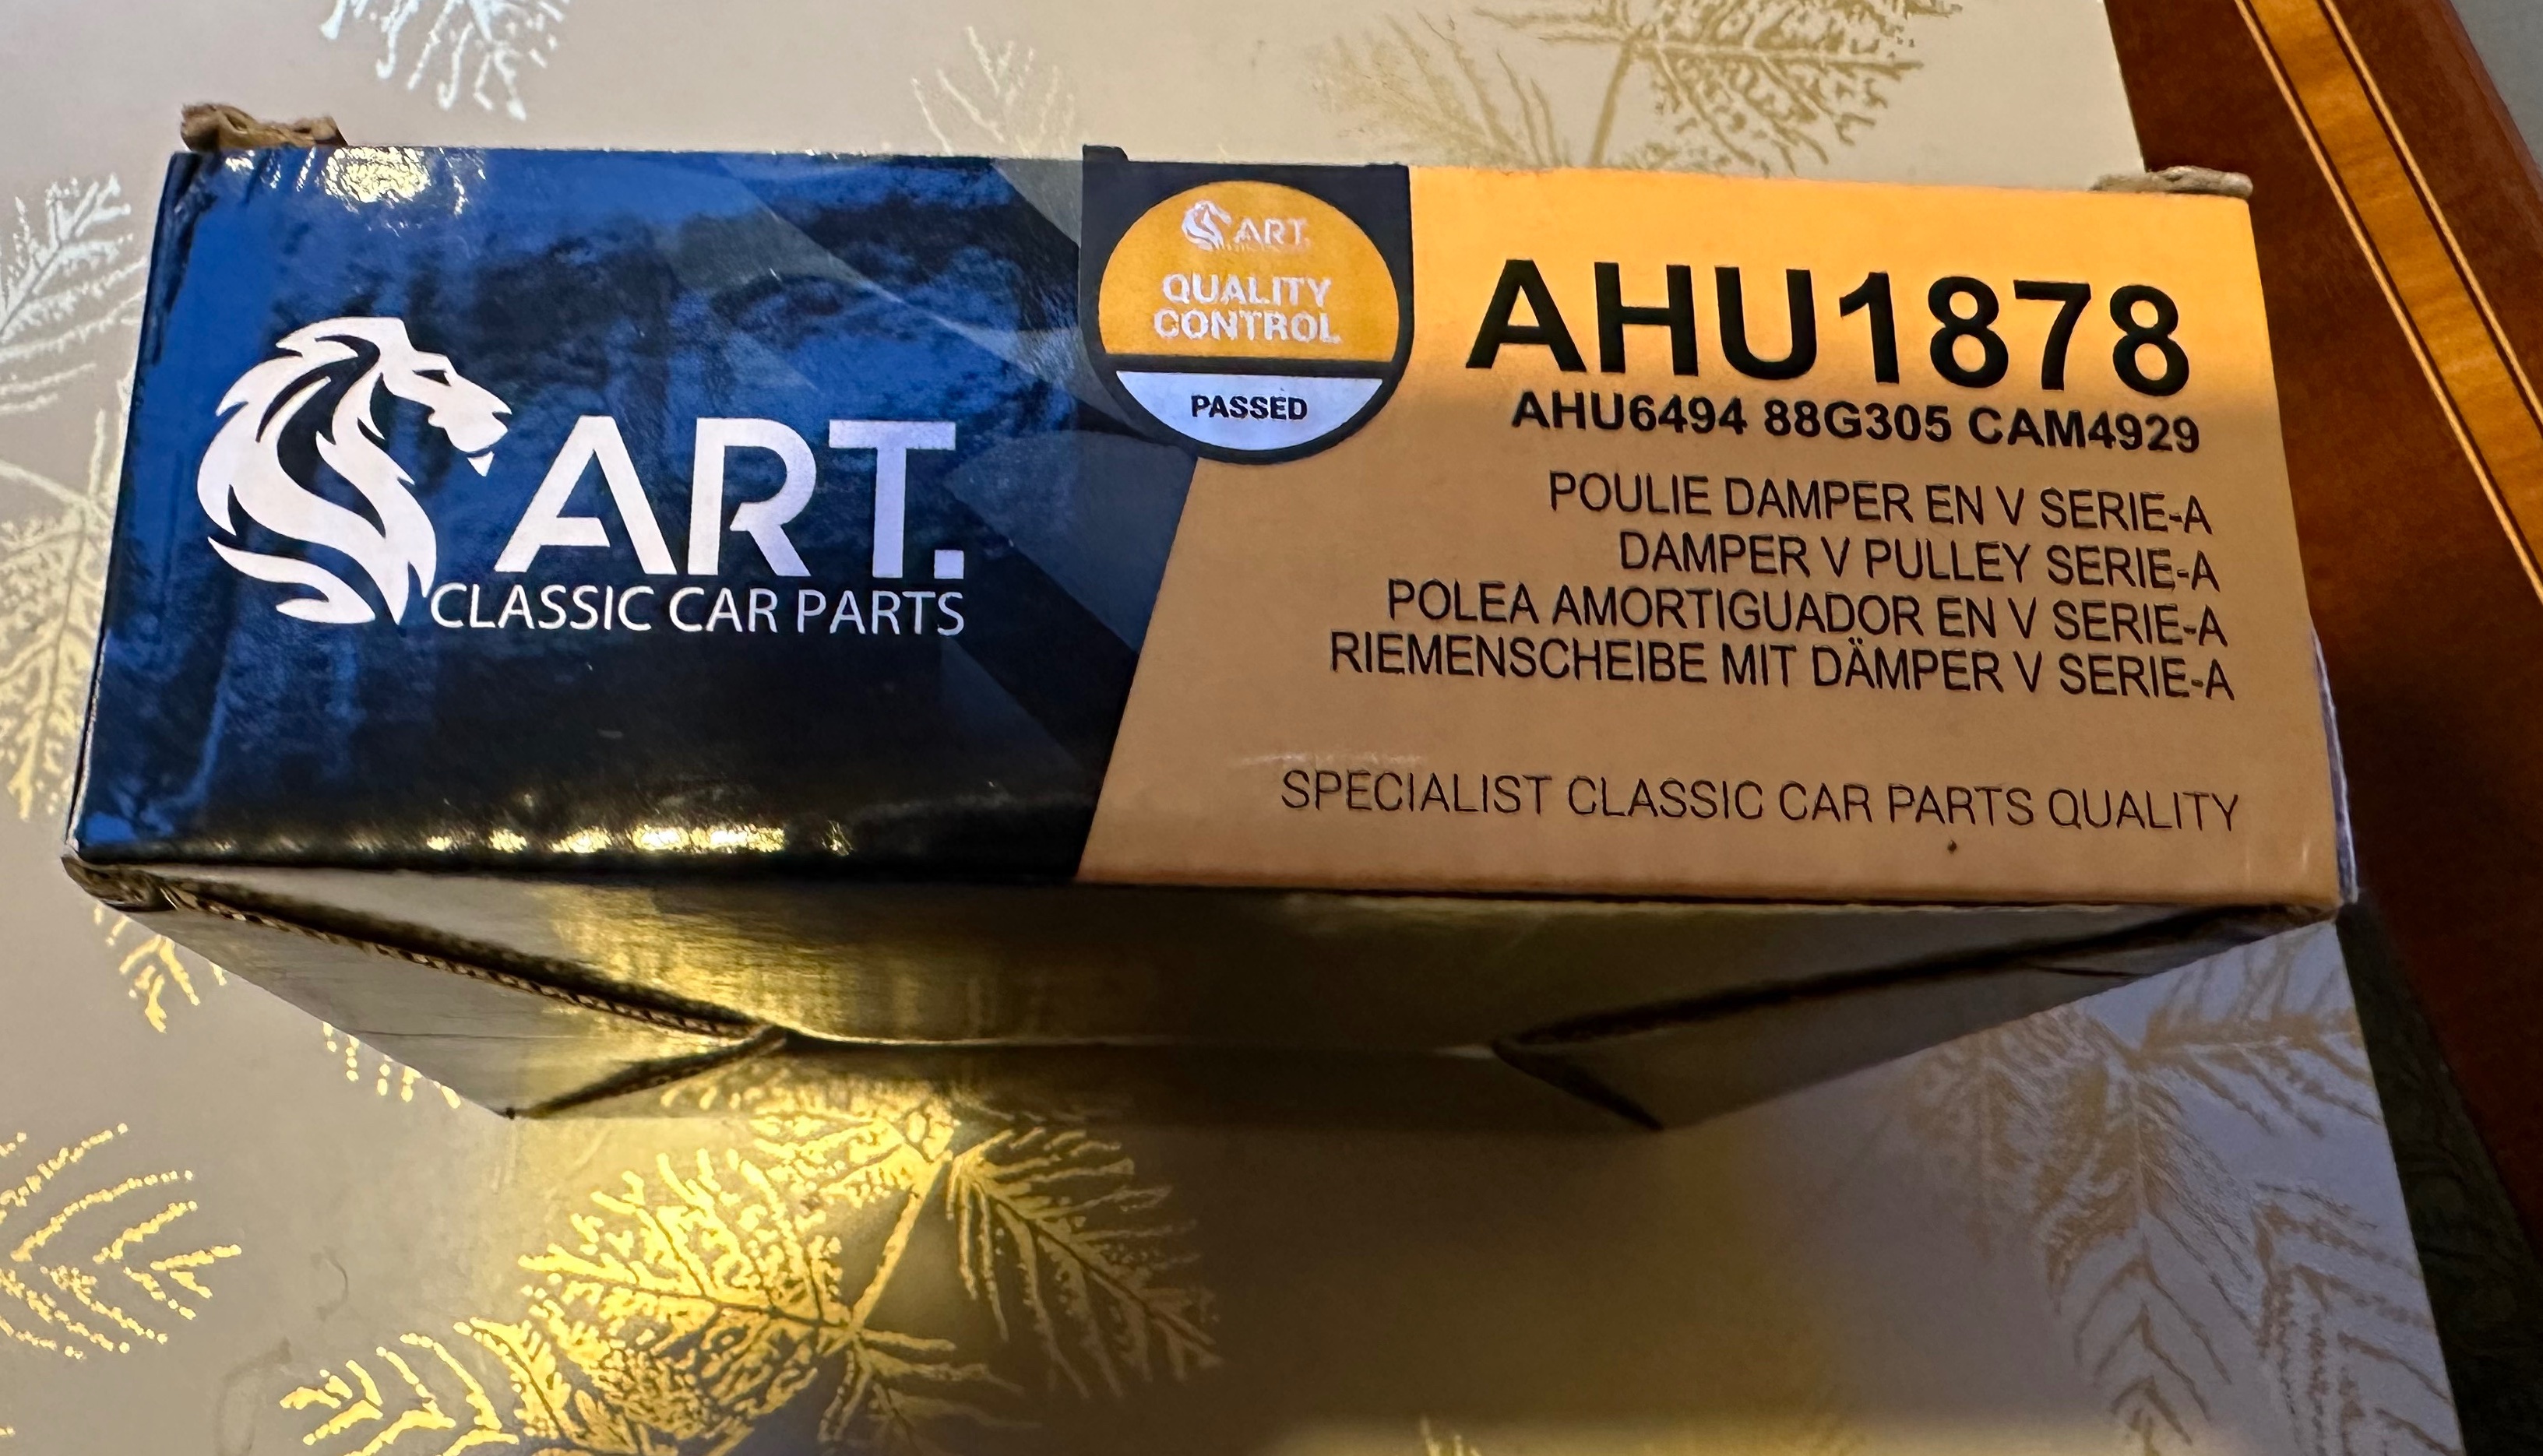 ART.
CLASSIC CAR PARTS
ART.
QUALITY
CONTROL
PASSED
AHU1878
AHU6494 88G305 CAM4929
POULIE DAMPER EN V SERIE-A
DAMPER V PULLEY SERIE-A
POLEA AMORTIGUADOR EN V SERIE-A
RIEMENSCHEIBE MIT DÄMPER V SERIE-A
SPECIALIST CLASSIC CAR PARTS QUALITY